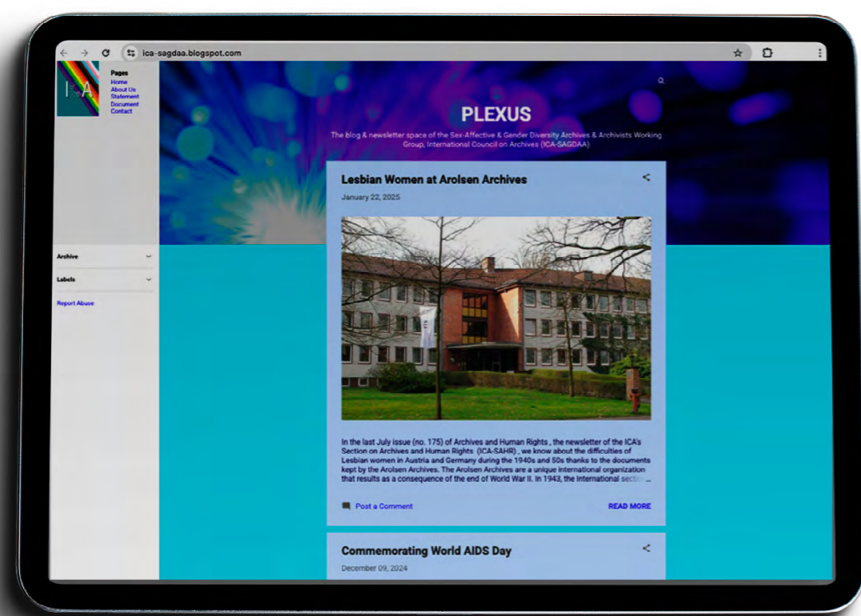 ica-sagdaa.blogspot.com
ICA
Pages
Home
About Us
Statement
Document
Contact
PLEXUS
The blog & newsletter space of the Sex-Affective & Gender Diversity Archives & Archivists Working
Group, International Council on Archives (ICA-SAGDAA)
Lesbian Women at Arolsen Archives
January 22, 2025
In the last July issue (no. 175) of Archives and Human Rights , the newsletter of the ICA's
Section on Archives and Human Rights (ICA-SAHR) , we know about the difficulties of
Lesbian women in Austria and Germany during the 1940s and 50s thanks to the documents
kept by the Arolsen Archives. The Arolsen Archives are a unique international organization
that results as a consequence of the end of World War II. In 1943, the International section ...
Post a Comment
READ MORE
Commemorating World AIDS Day
December 09, 2024
Archive
Labels
Report Abuse